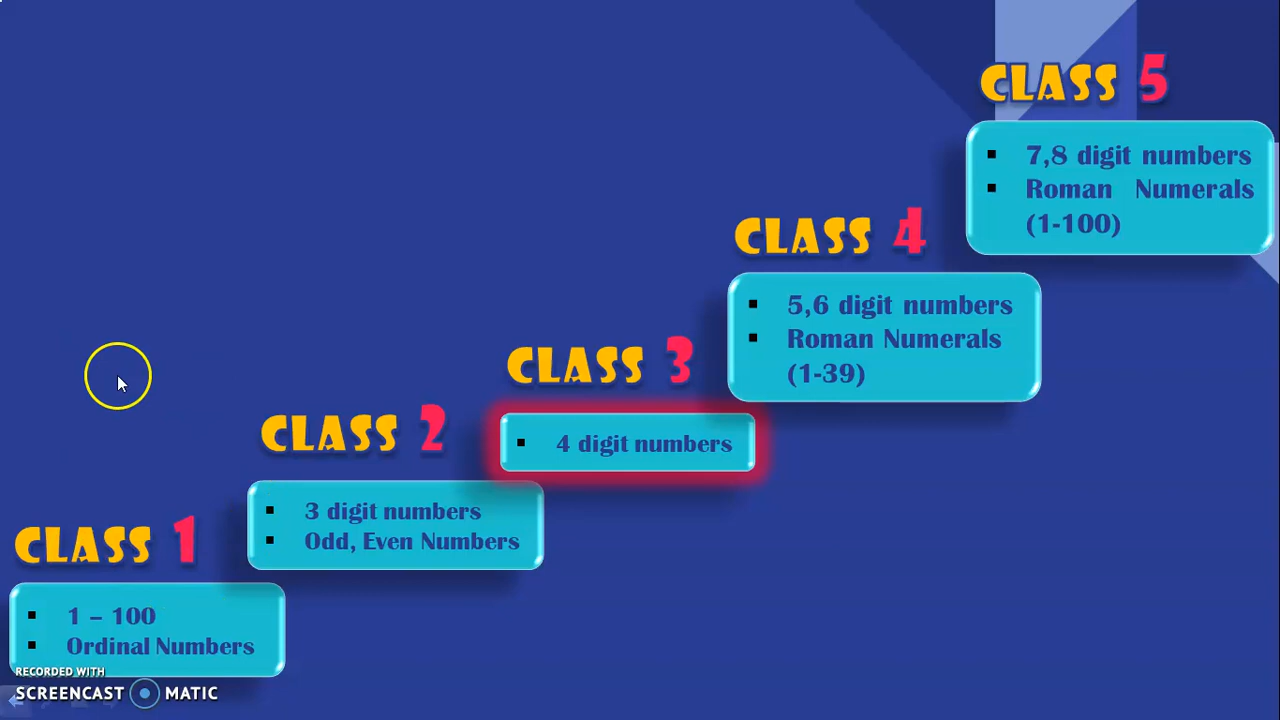 CLASS 5
▪ 7,8 digit numbers
▪ Roman Numerals
(1-100)
CLASS 4
▪ 5,6 digit numbers
▪ Roman Numerals
(1-39)
CLASS 3
▪ 4 digit numbers
CLASS 2
▪ 3 digit numbers
▪ Odd, Even Numbers
CLASS 1
▪ 1 – 100
▪ Ordinal Numbers
RECORDED WITH
SCREENCAST MATIC